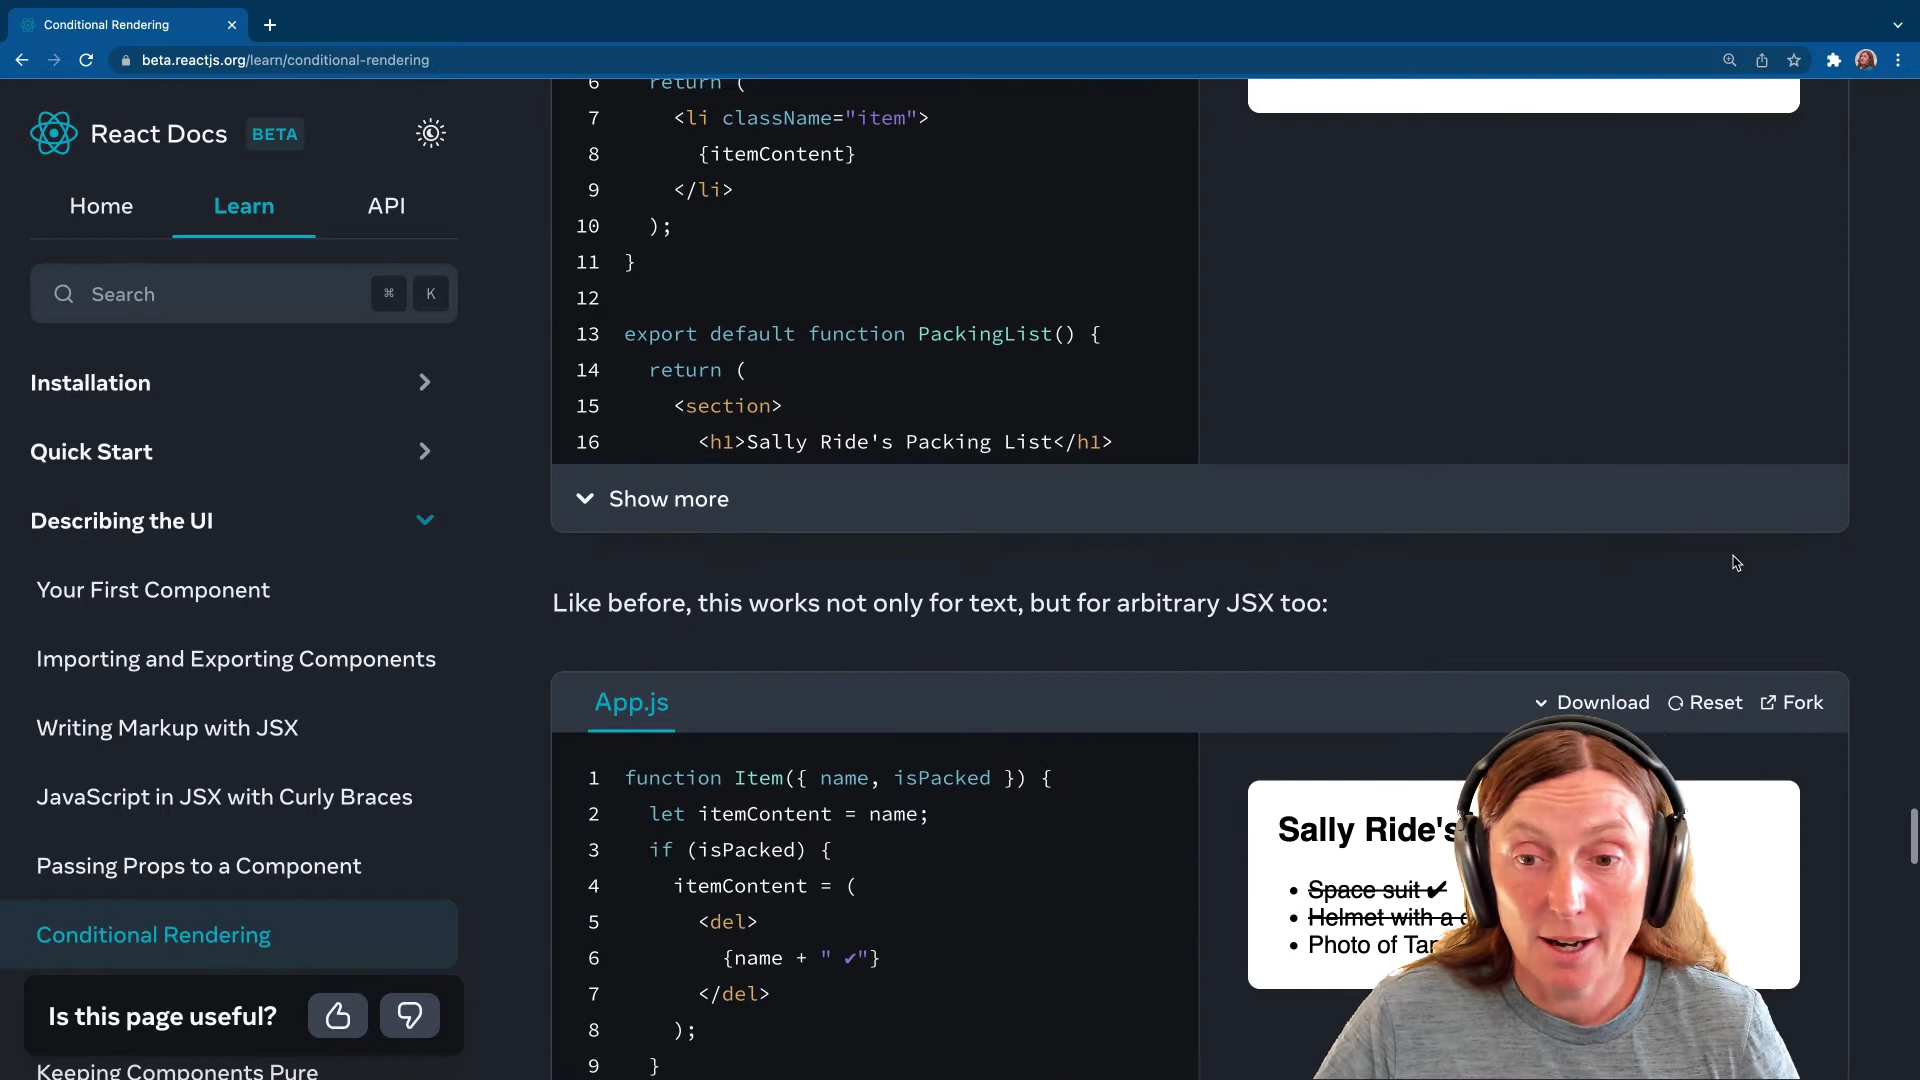 Conditional Rendering
beta.reactjs.org/learn/conditional-rendering
React Docs BETA
Home Learn API
Search ⌘ K
Installation
Quick Start
Describing the UI
Your First Component
Importing and Exporting Components
Writing Markup with JSX
JavaScript in JSX with Curly Braces
Passing Props to a Component
Conditional Rendering
Is this page useful?
Keeping Components Pure
6 return (
7 <li className="item">
8 {itemContent}
9 </li>
10 );
11 }
12
13 export default function PackingList() {
14 return (
15 <section>
16 <h1>Sally Ride's Packing List</h1>
Show more
Like before, this works not only for text, but for arbitrary JSX too:
App.js
Download Reset Fork
1 function Item({ name, isPacked }) {
2 let itemContent = name;
3 if (isPacked) {
4 itemContent = (
5 <del>
6 {name + " ✔"}
7 </del>
8 );
9 }
Sally Ride's
• Space suit ✔
• Helmet with a
• Photo of